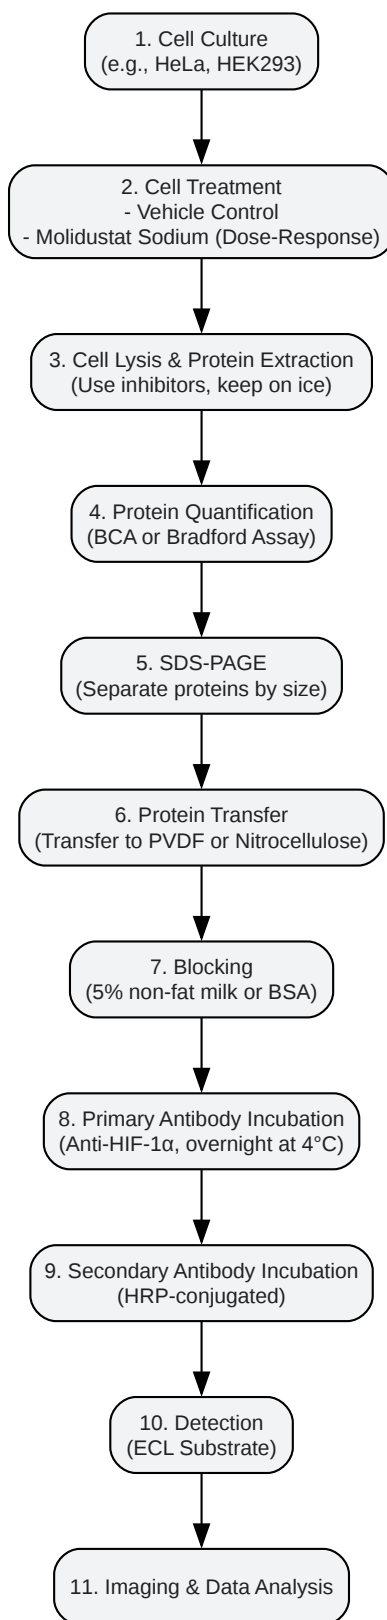 1. Cell Culture
(e.g., HeLa, HEK293)
2. Cell Treatment
- Vehicle Control
- Molidustat Sodium (Dose-Response)
3. Cell Lysis & Protein Extraction
(Use inhibitors, keep on ice)
4. Protein Quantification
(BCA or Bradford Assay)
5. SDS-PAGE
(Separate proteins by size)
6. Protein Transfer
(Transfer to PVDF or Nitrocellulose)
7. Blocking
(5% non-fat milk or BSA)
8. Primary Antibody Incubation
(Anti-HIF-1α, overnight at 4°C)
9. Secondary Antibody Incubation
(HRP-conjugated)
10. Detection
(ECL Substrate)
11. Imaging & Data Analysis